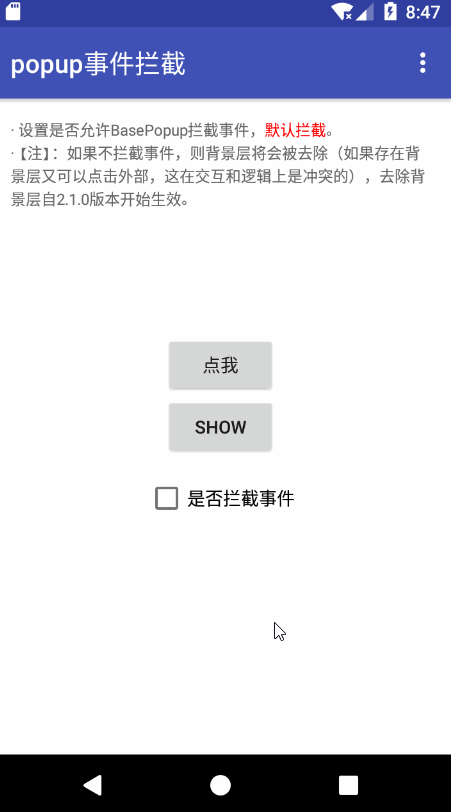 8:47
popup事件拦截
· 设置是否允许BasePopup拦截事件，默认拦截。
·【注】：如果不拦截事件，则背景层将会被去除（如果存在背
景层又可以点击外部，这在交互和逻辑上是冲突的），去除背
景层自2.1.0版本开始生效。
点我
SHOW
是否拦截事件